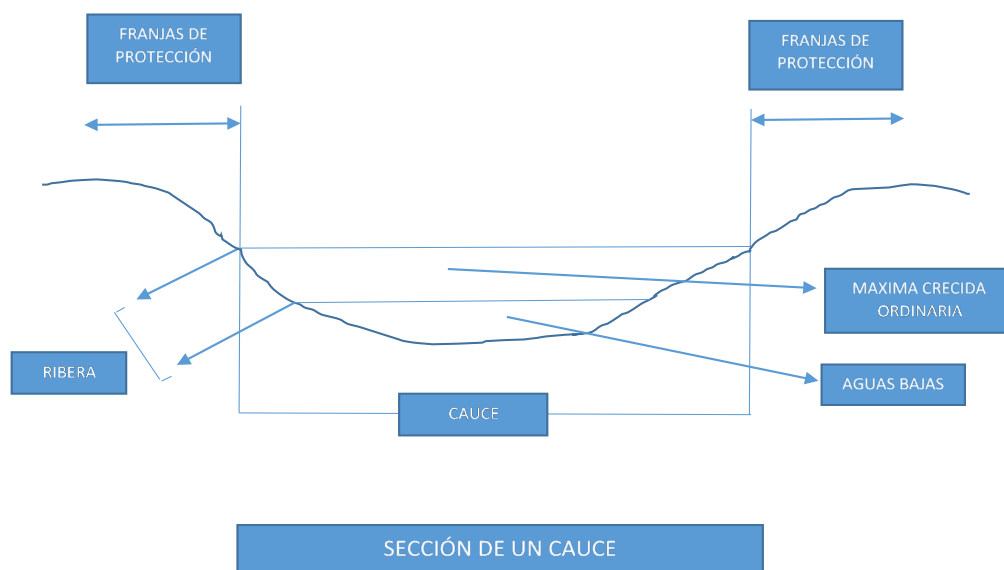 FRANJAS DE
PROTECCIÓN
FRANJAS DE
PROTECCIÓN
MAXIMA CRECIDA
ORDINARIA
RIBERA
AGUAS BAJAS
CAUCE
SECCIÓN DE UN CAUCE